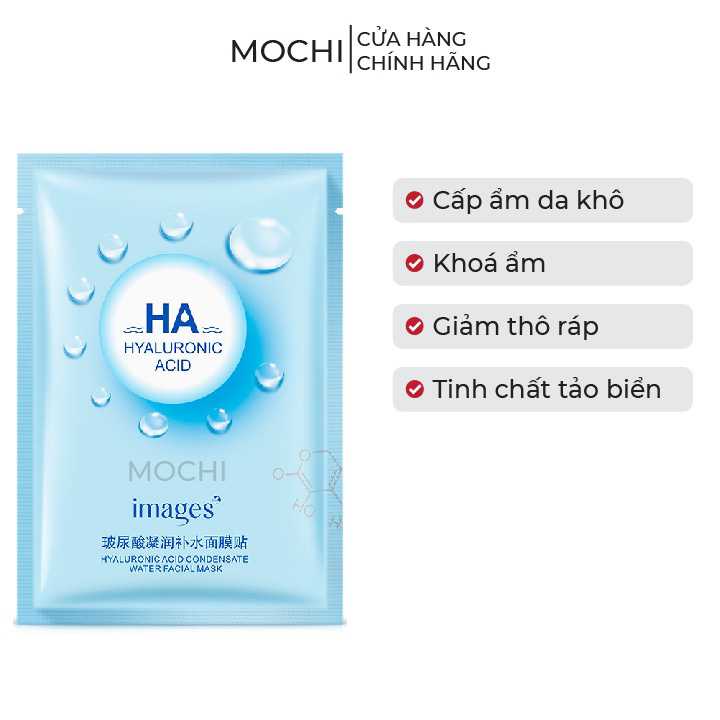 MOCHI
CỬA HÀNG
CHÍNH HÃNG
HA
HYALURONIC
ACID
MOCHI
images
玻尿酸凝润补水面膜贴
HYALURONIC ACID CONDENSATE
WATER FACIAL MASK
Cấp ẩm da khô
Khoá ẩm
Giảm thô ráp
Tinh chất tảo biển